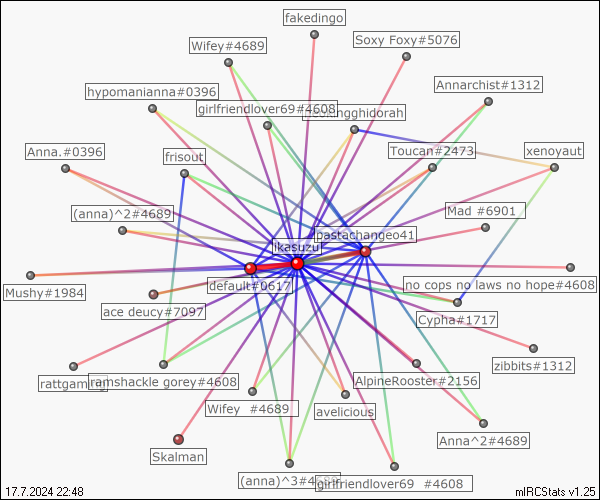 fakedingo
Wifey#4689
Soxy Foxy#5076
hypomanianna#0396
Annarchist#1312
girlfriendlover69#4608
Anna.#0396
frisout
Toucan#2473
xenoyaut
(anna)^2#4689
Mad #6901
pastachangeo41
ikasuzu
default#0617
Mushy#1984
no cops no laws no hope#4608
ace deucy#7097
Cypha#1717
zibbits#1312
ramshackle gorey#4608
AlpineRooster#2156
Wifey #4689
avelicious
Anna^2#4689
Skalman
(anna)^3#4689
girlfriendlover69 #4608
17.7.2024 22:48
mIRCStats v1.25